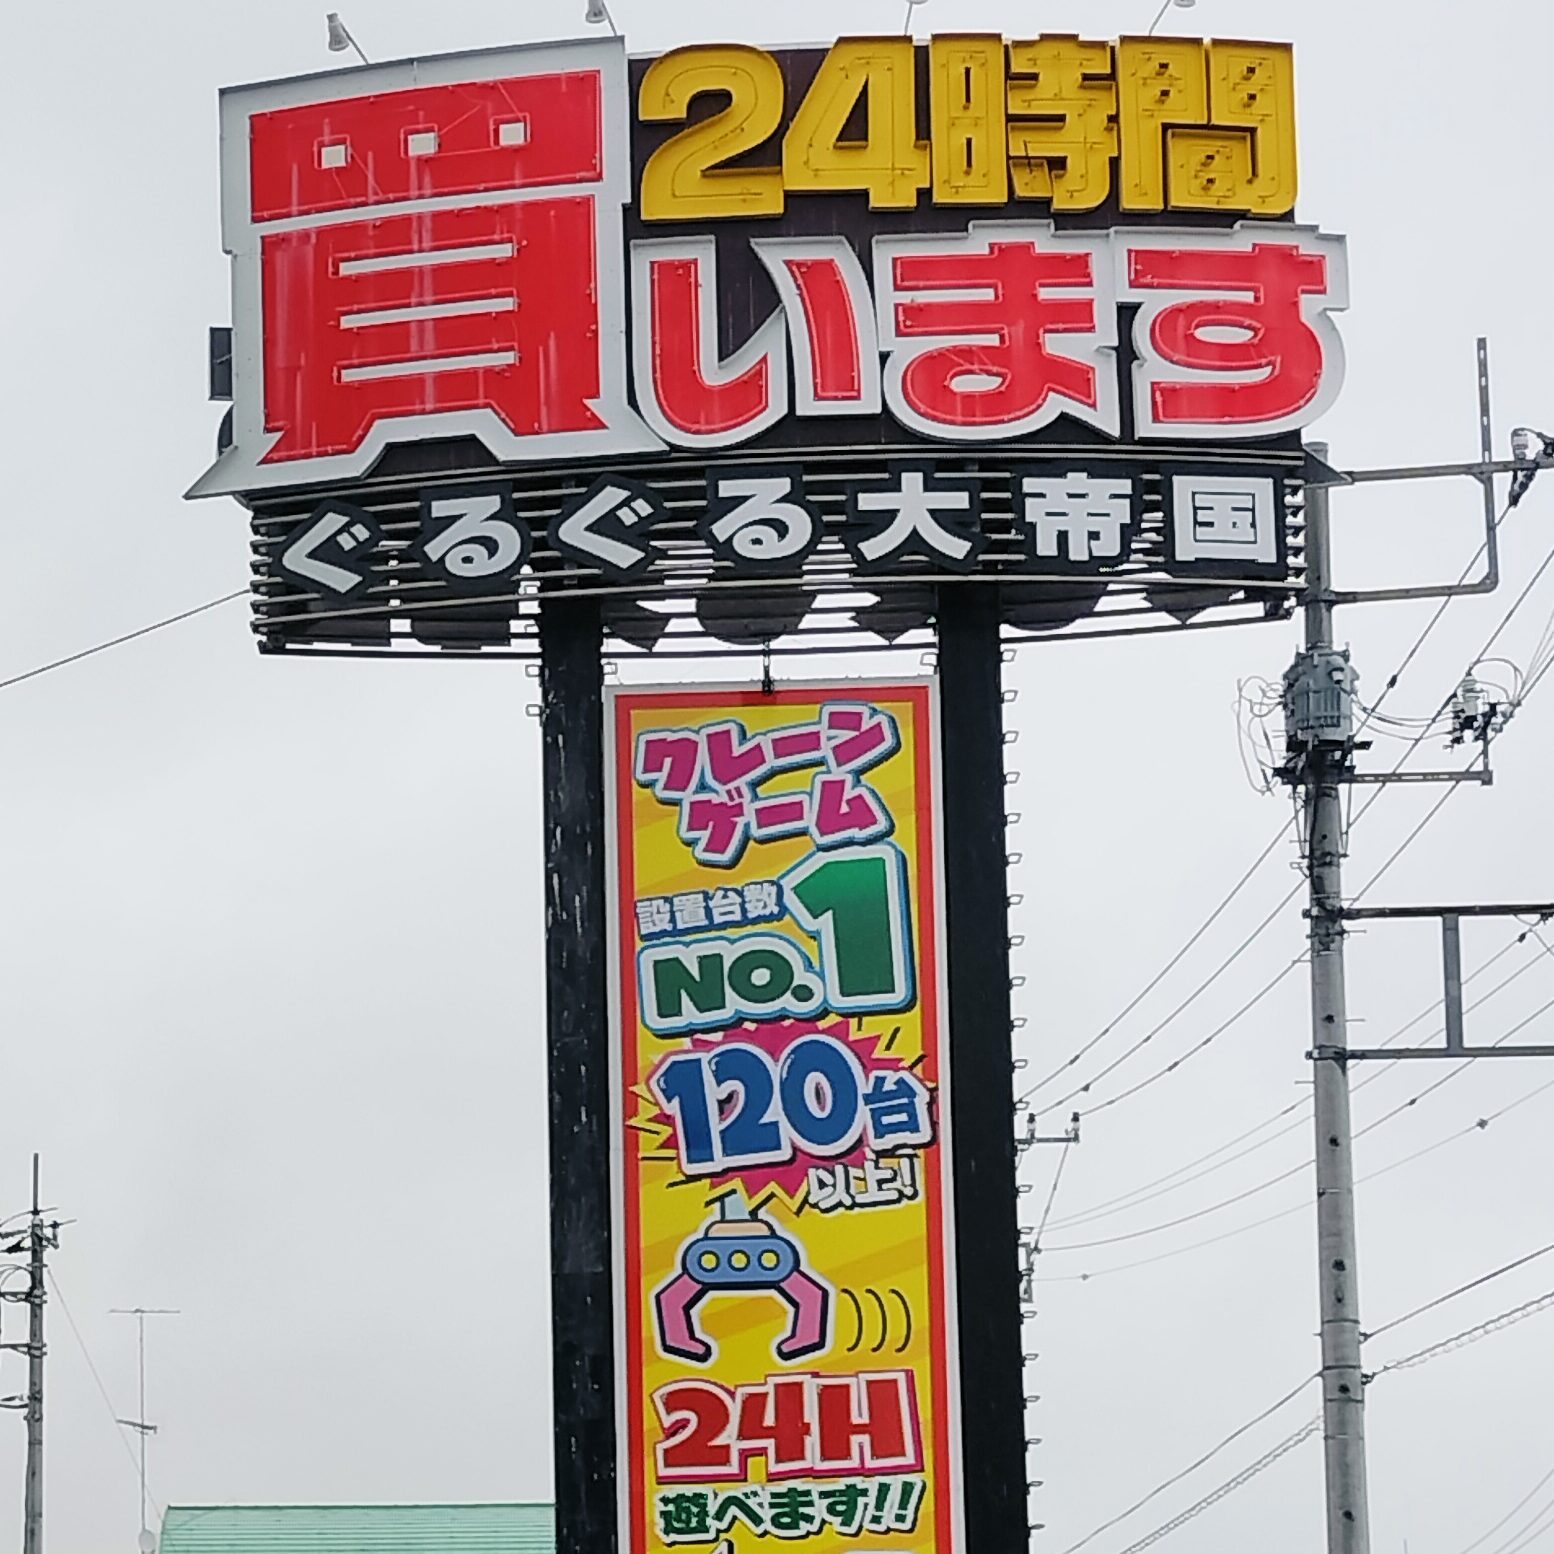 24時間
買います
ぐるぐる大帝国
クレーン
ゲーム
設置台数
NO.1
120台
以上!
24H
遊べます!!